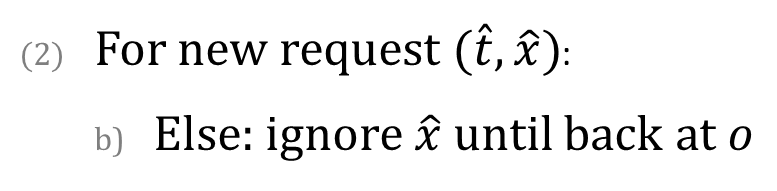 (2) For new request (t̂, x̂):
b) Else: ignore x̂ until back at o